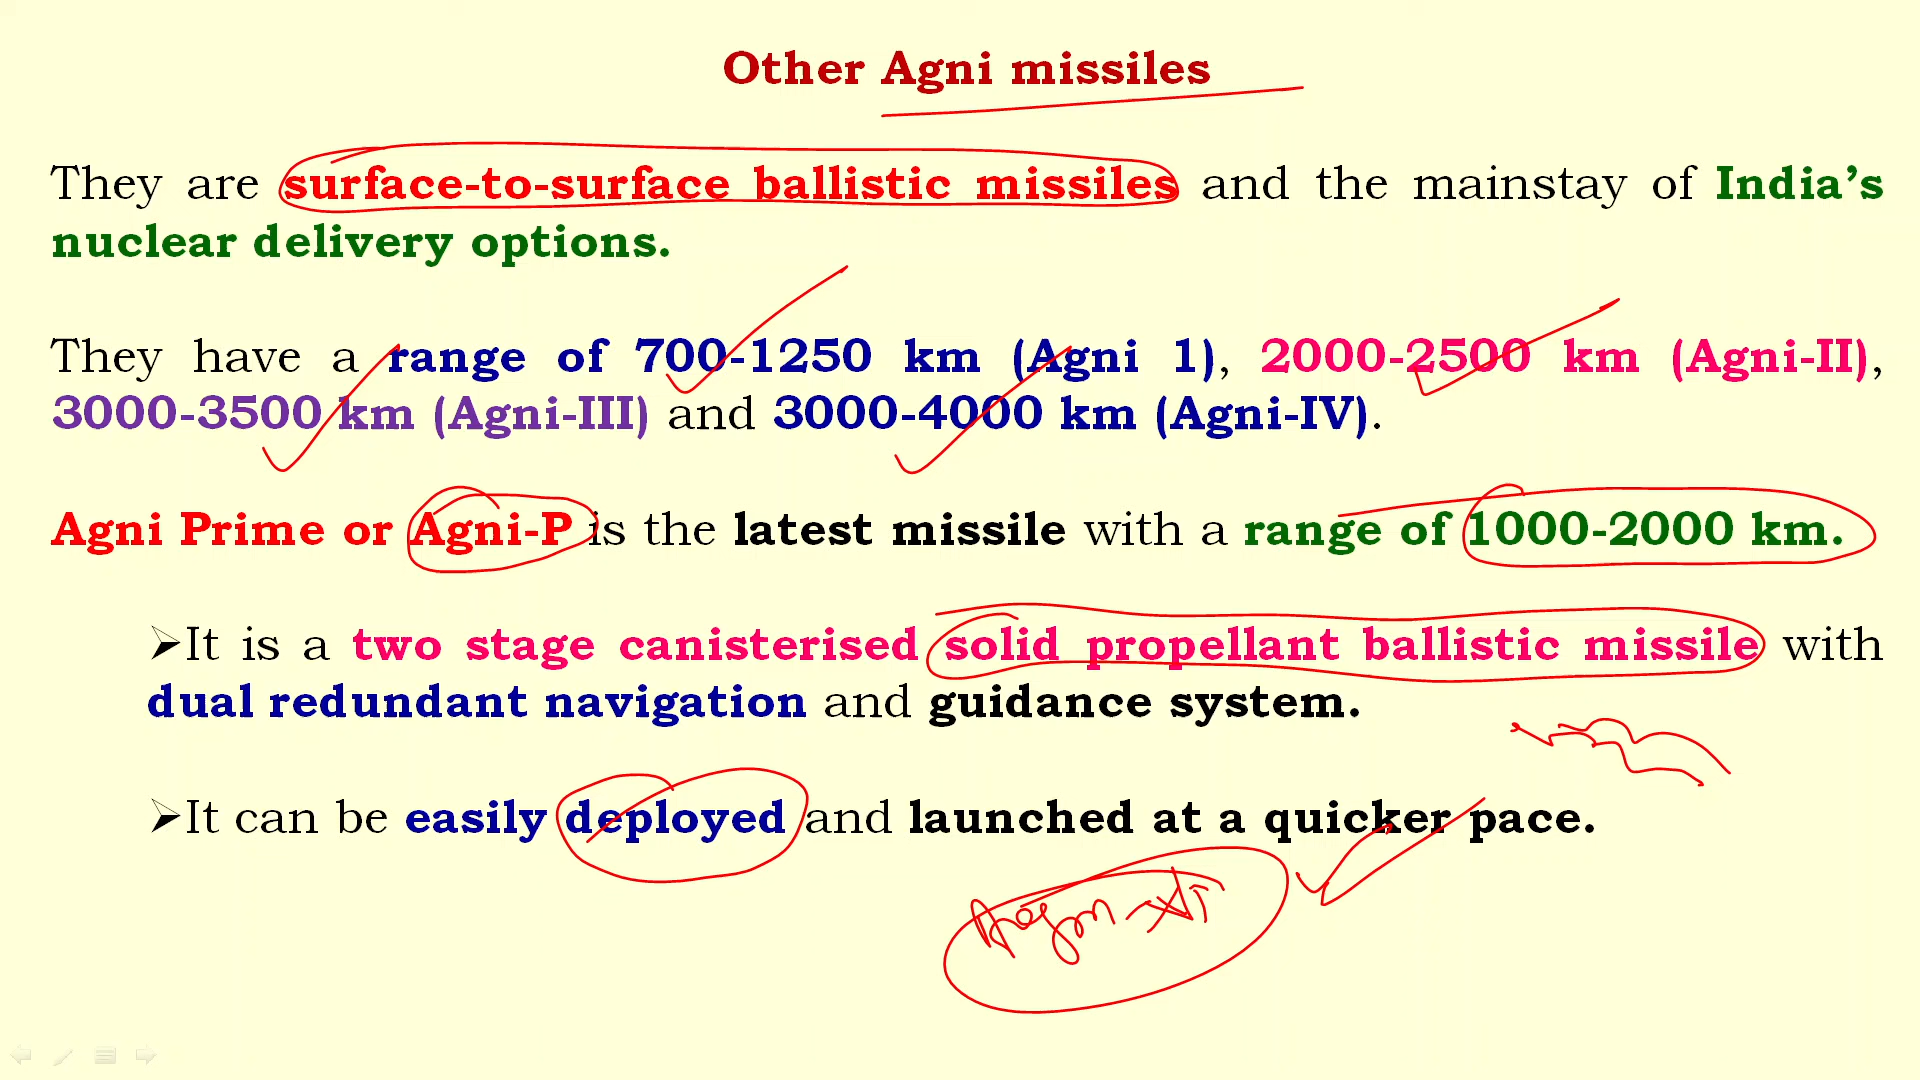 Other Agni missiles
They are surface-to-surface ballistic missiles and the mainstay of India’s
nuclear delivery options.
They have a range of 700-1250 km (Agni 1), 2000-2500 km (Agni-II),
3000-3500 km (Agni-III) and 3000-4000 km (Agni-IV).
Agni Prime or Agni-P is the latest missile with a range of 1000-2000 km.
➢It is a two stage canisterised solid propellant ballistic missile with
dual redundant navigation and guidance system.
➢It can be easily deployed and launched at a quicker pace.